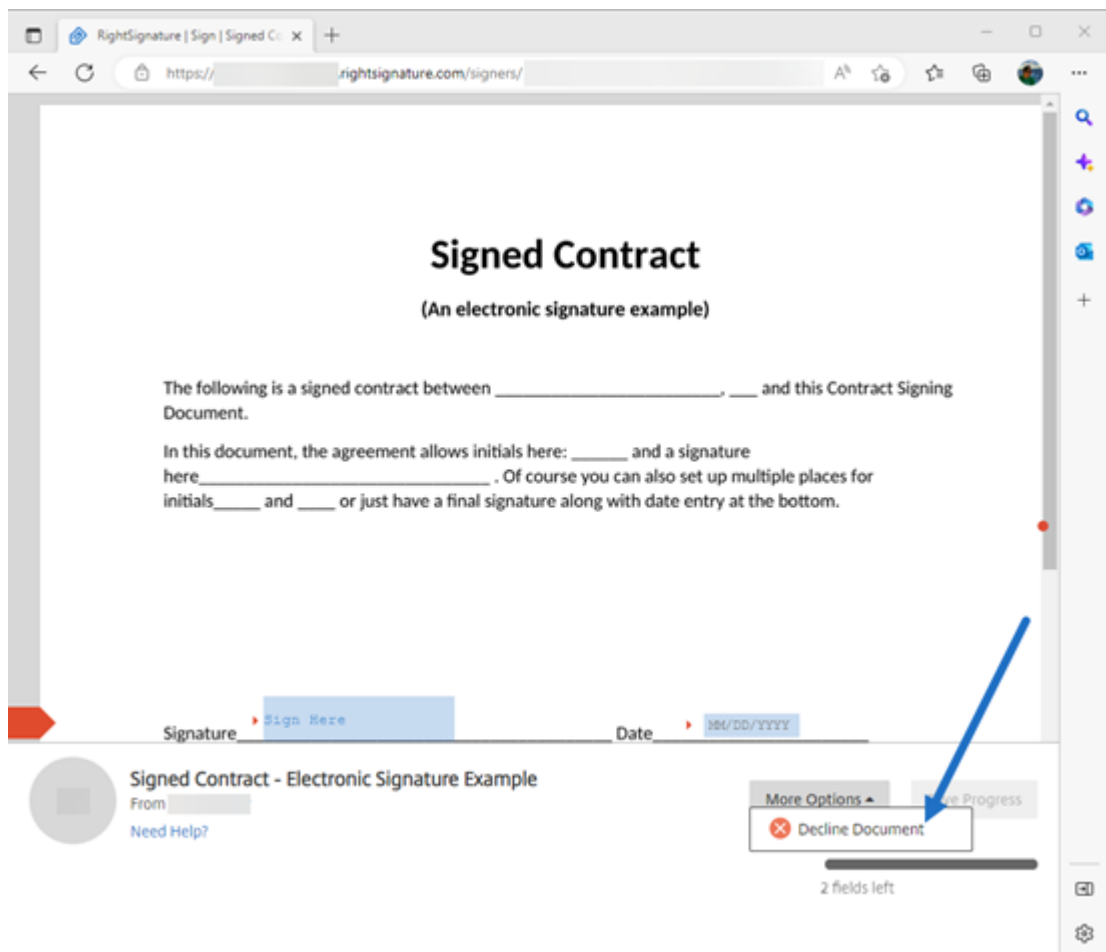 RightSignature | Sign | Signed Co
https:// .rightsignature.com/signers/
Signed Contract
(An electronic signature example)
The following is a signed contract between ________________________, ___ and this Contract Signing
Document.
In this document, the agreement allows initials here: ______ and a signature
here_______________________________ . Of course you can also set up multiple places for
initials_____ and ____ or just have a final signature along with date entry at the bottom.
Signature Sign Here Date MM/DD/YYYY
Signed Contract - Electronic Signature Example
From
Need Help?
More Options Progress
Decline Document
2 fields left